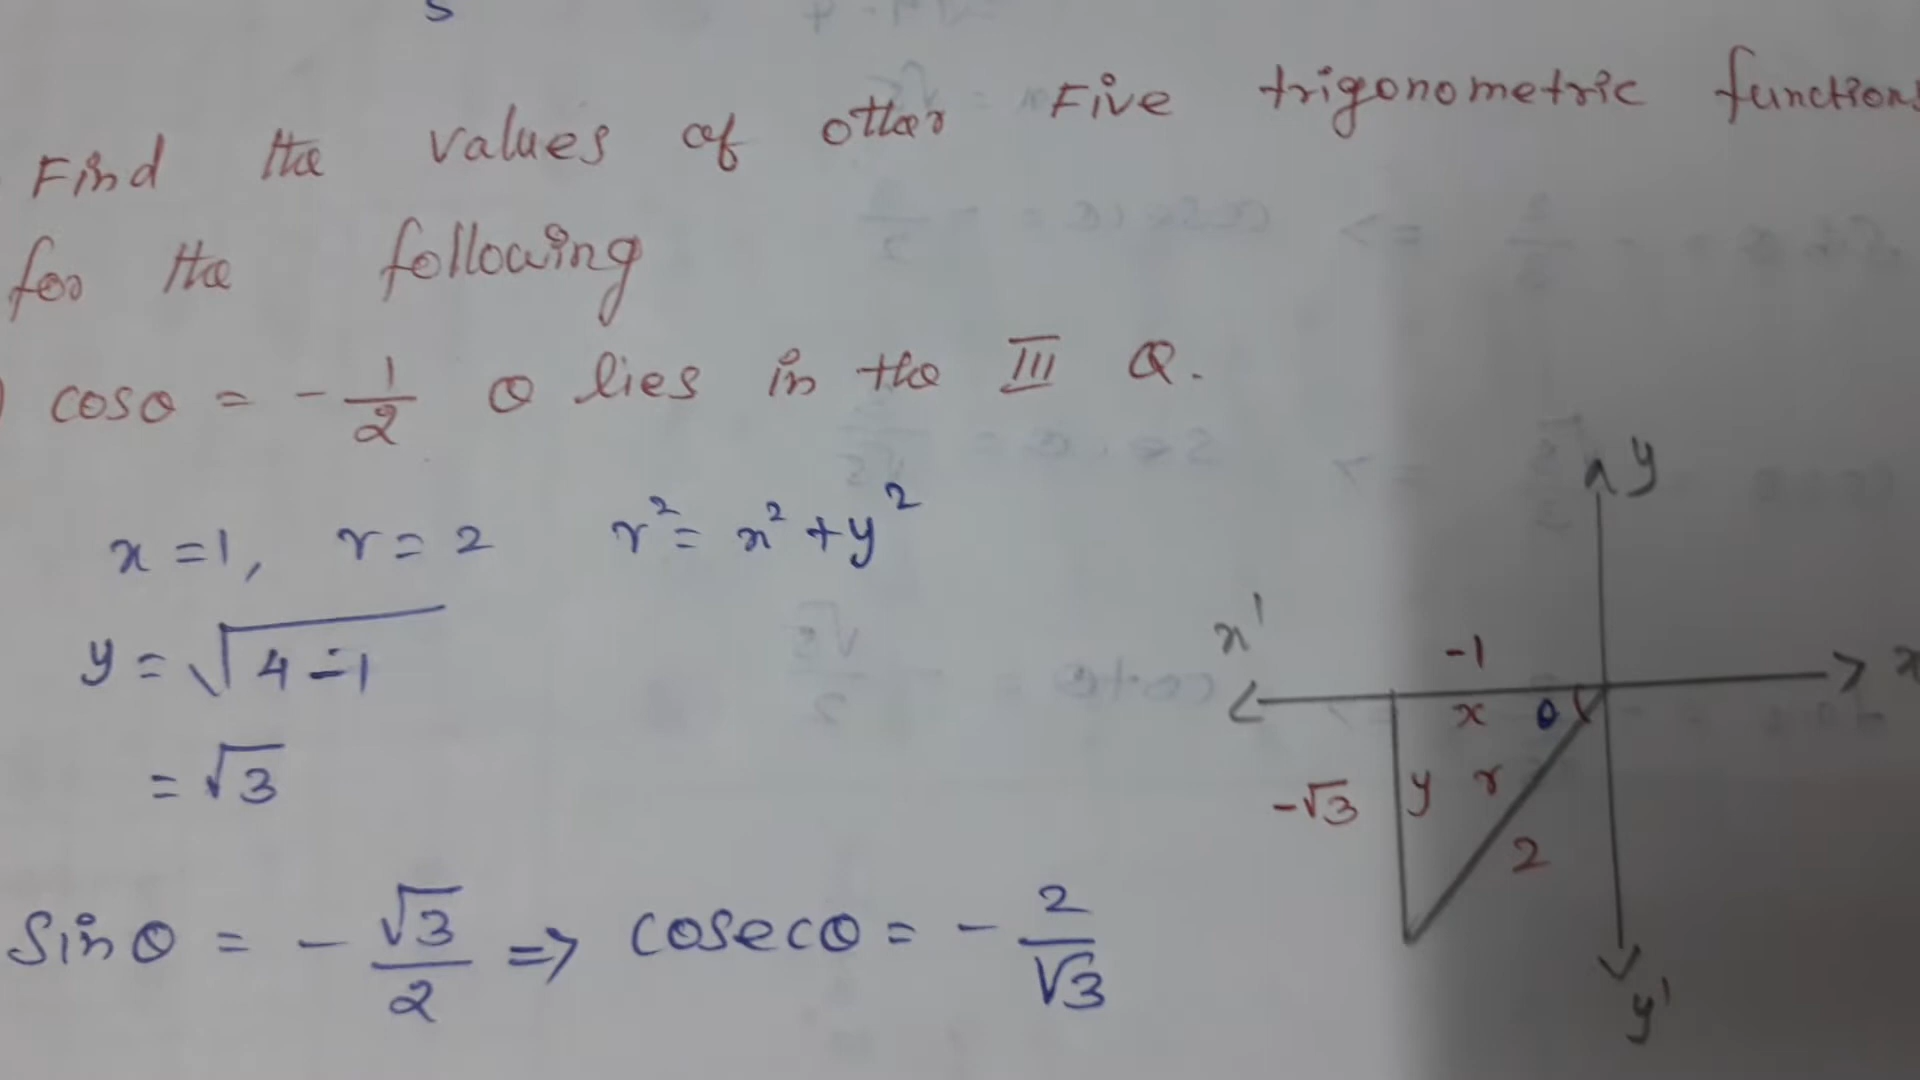 Find the values of other Five trigonometric functions
for the following
) cosθ = - 1/2 θ lies in the III Q.
x = 1, r = 2 r² = x² + y²
y = √4-1
= √3
Sinθ = - √3/2 ⇒ cosecθ = - 2/√3
y
x'
-1
x
x θ
-√3 y r
2
y'